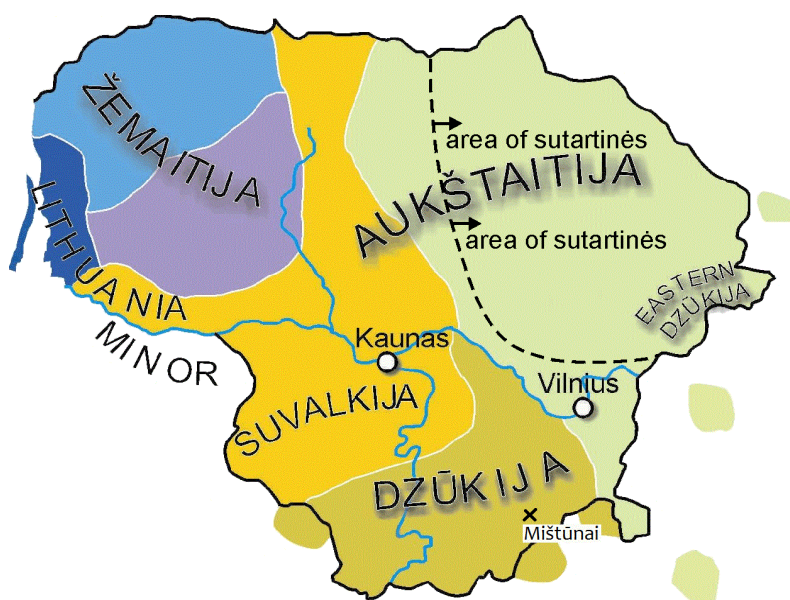 ŽEMAITIJA
area of sutartinės
AUKŠTAITIJA
LITHUANIA
area of sutartinės
EASTERN
DZŪKIJA
MINOR
Kaunas
Vilnius
SUVALKIJA
DZŪKIJA
Mištūnai